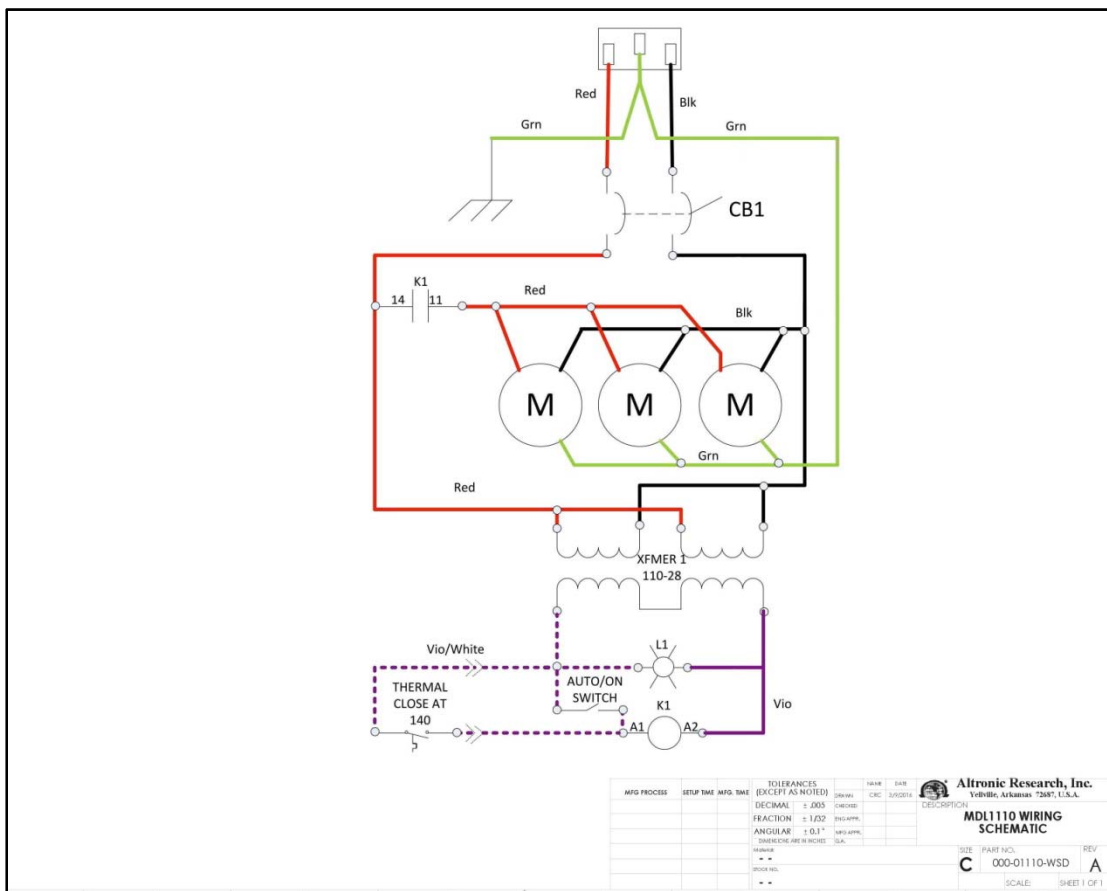 Red
Blk
Grn
Grn
CB1
K1
14
11
Red
Blk
M
M
M
Grn
Red
XFMER 1
110-28
L1
Vio/White
AUTO/ON
SWITCH
THERMAL
CLOSE AT
140
K1
Vio
A1
A2
MFG PROCESS
SETUP TIME
MFG. TIME
TOLERANCES
(EXCEPT AS NOTED)
DECIMAL ± .005
FRACTION ± 1/32
ANGULAR ± 0.1°
DIMENSIONS ARE IN INCHES
NAME
DATE
DRAWN
CRC
CHECKED
ENG APPR.
MFG APPR.
Q.A.
- -
STOCK NO.
- -
Altronic Research, Inc.
Yellville, Arkansas 72687, U.S.A.
DESCRIPTION
MDL1110 WIRING
SCHEMATIC
SIZE
C
PART NO.
000-01110-WSD
REV
A
SCALE:
SHEET 1 OF 1